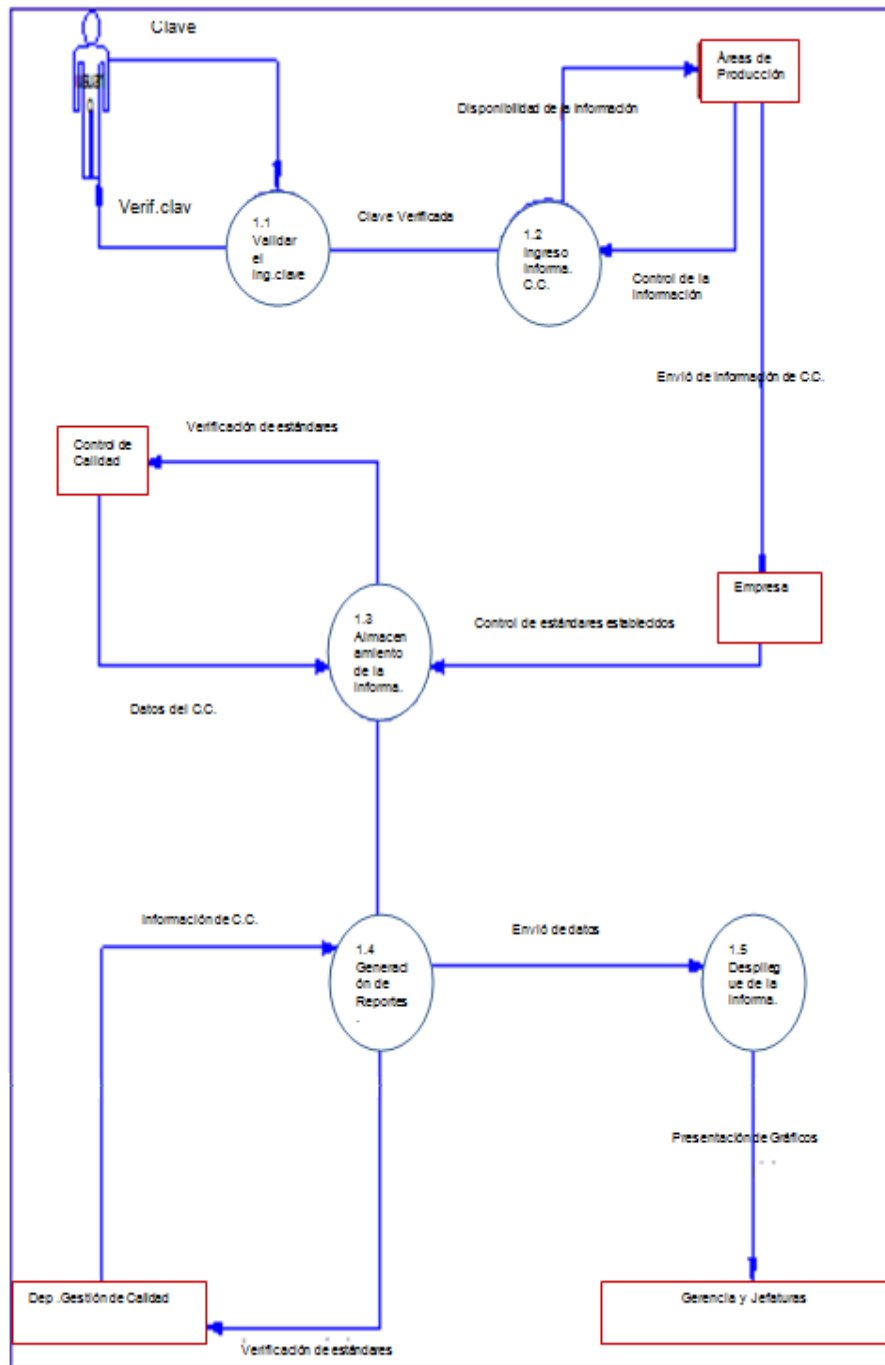 Clave
Áreas de
Producción
Disponibilidad de la Información
Verif.clav
Clave Verificada
1.1
Validar
el
Ing.clave
1.2
Ingreso
Informa.
C.C.
Control de la
Información
Envió de Información de C.C.
Verificación de estándares
Control de
Calidad
Empresa
1.3
Almacen
amiento
de la
Informa.
Control de estándares establecidos
Datos del C.C.
Información de C.C.
Envió de datos
1.4
Generaci
ón de
Reportes
.
1.5
Despileg
ue de la
Informa.
Presentación de Gráficos
Dep .Gestión de Calidad
Gerencia y Jefaturas
Verificación de estándares